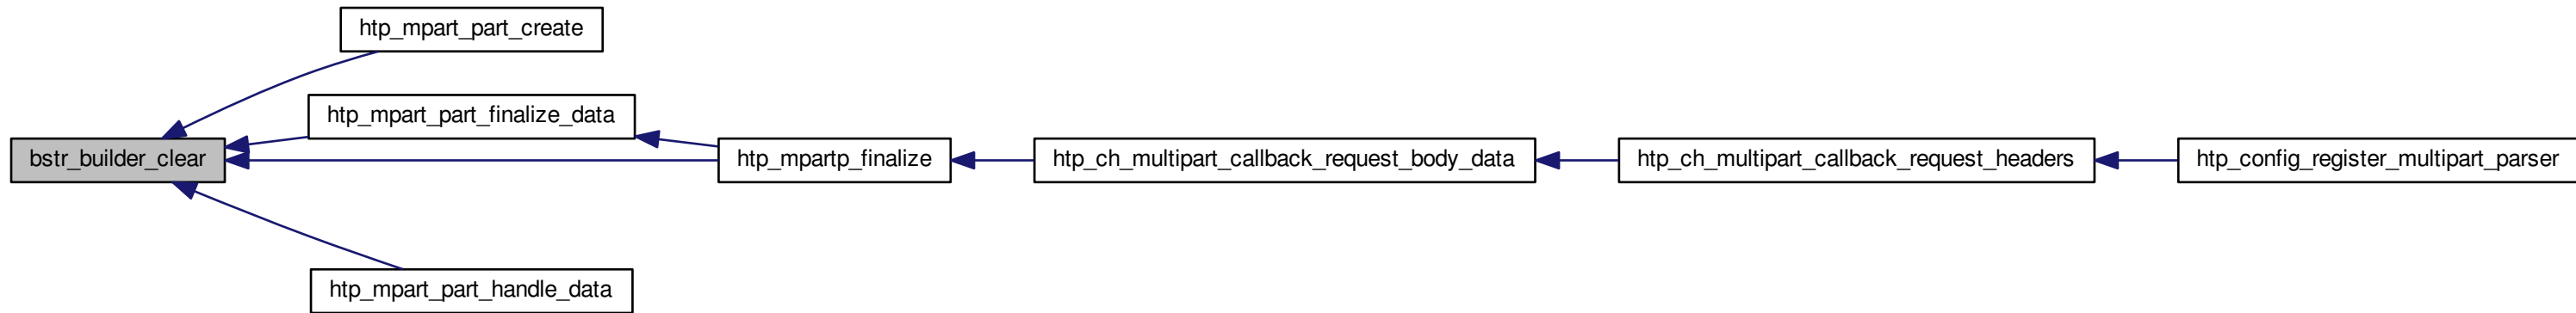 htp_mpart_part_create
htp_mpart_part_finalize_data
bstr_builder_clear
htp_mpartp_finalize
htp_ch_multipart_callback_request_body_data
htp_ch_multipart_callback_request_headers
htp_config_register_multipart_parser
htp_mpart_part_handle_data